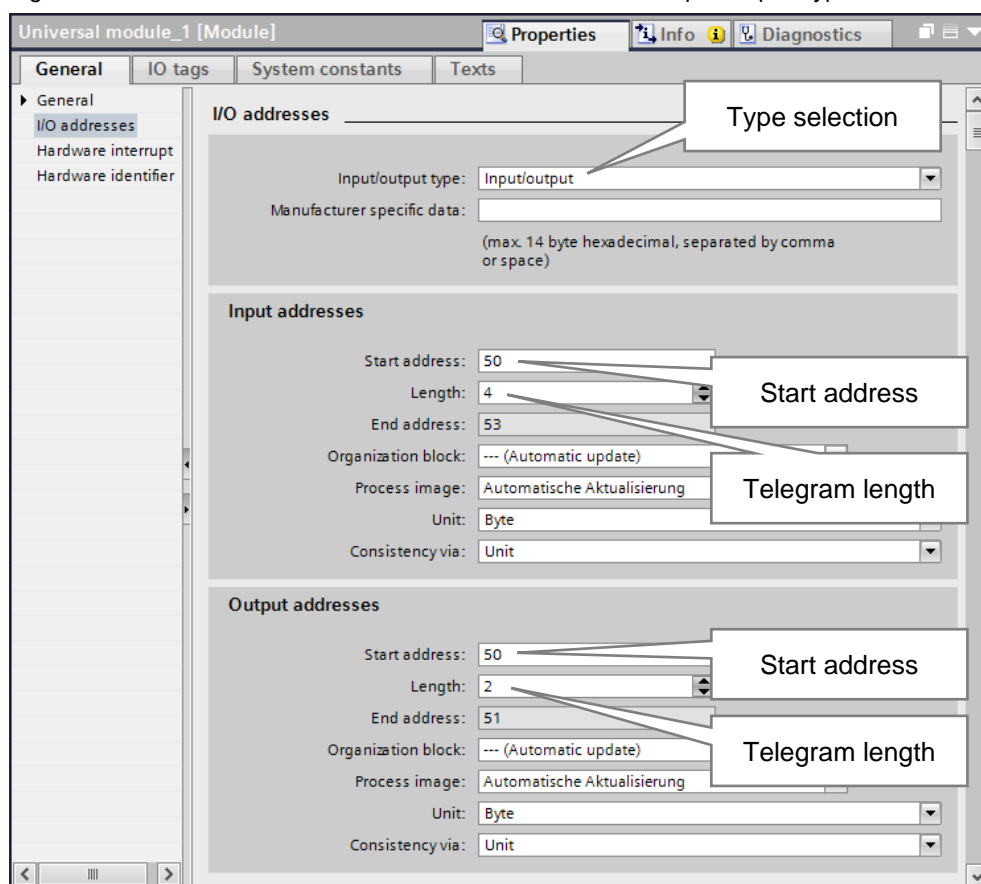 Universal module_1 [Module]
Properties
Info
Diagnostics
General
IO tags
System constants
Texts
General
I/O addresses
Hardware interrupt
Hardware identifier
I/O addresses
Type selection
Input/output type: Input/output
Manufacturer specific data:
(max. 14 byte hexadecimal, separated by comma
or space)
Input addresses
Start address: 50
Start address
Length: 4
End address: 53
Organization block: --- (Automatic update)
Telegram length
Process image: Automatische Aktualisierung
Unit: Byte
Consistency via: Unit
Output addresses
Start address: 50
Start address
Length: 2
End address: 51
Organization block: --- (Automatic update)
Telegram length
Process image: Automatische Aktualisierung
Unit: Byte
Consistency via: Unit